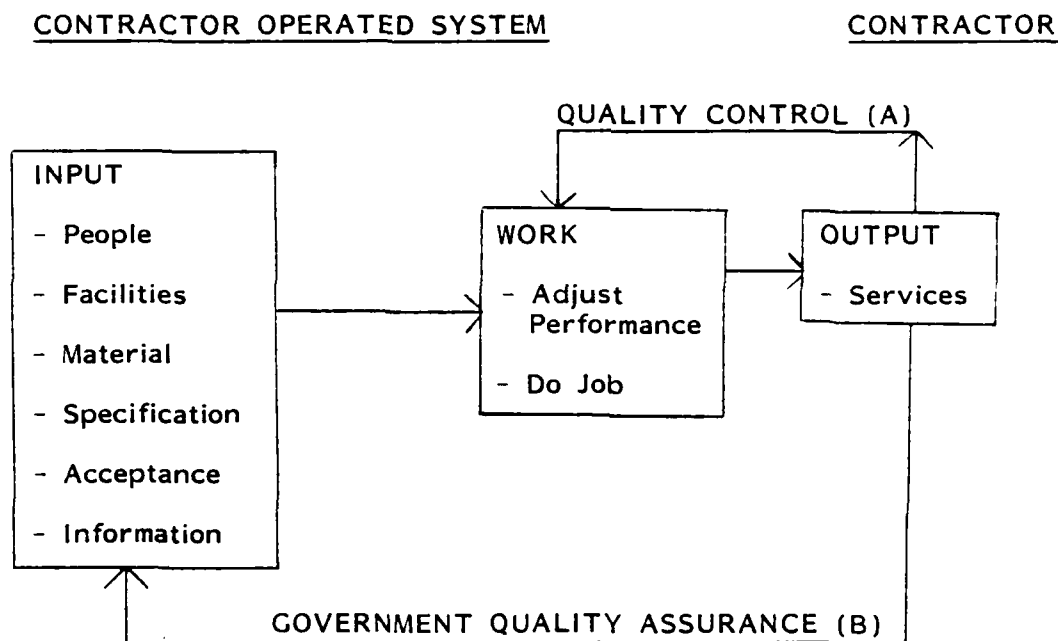 CONTRACTOR OPERATED SYSTEM
CONTRACTOR
QUALITY CONTROL (A)
INPUT
- People
- Facilities
- Material
- Specification
- Acceptance
- Information
WORK
- Adjust
Performance
- Do Job
OUTPUT
- Services
GOVERNMENT QUALITY ASSURANCE (B)